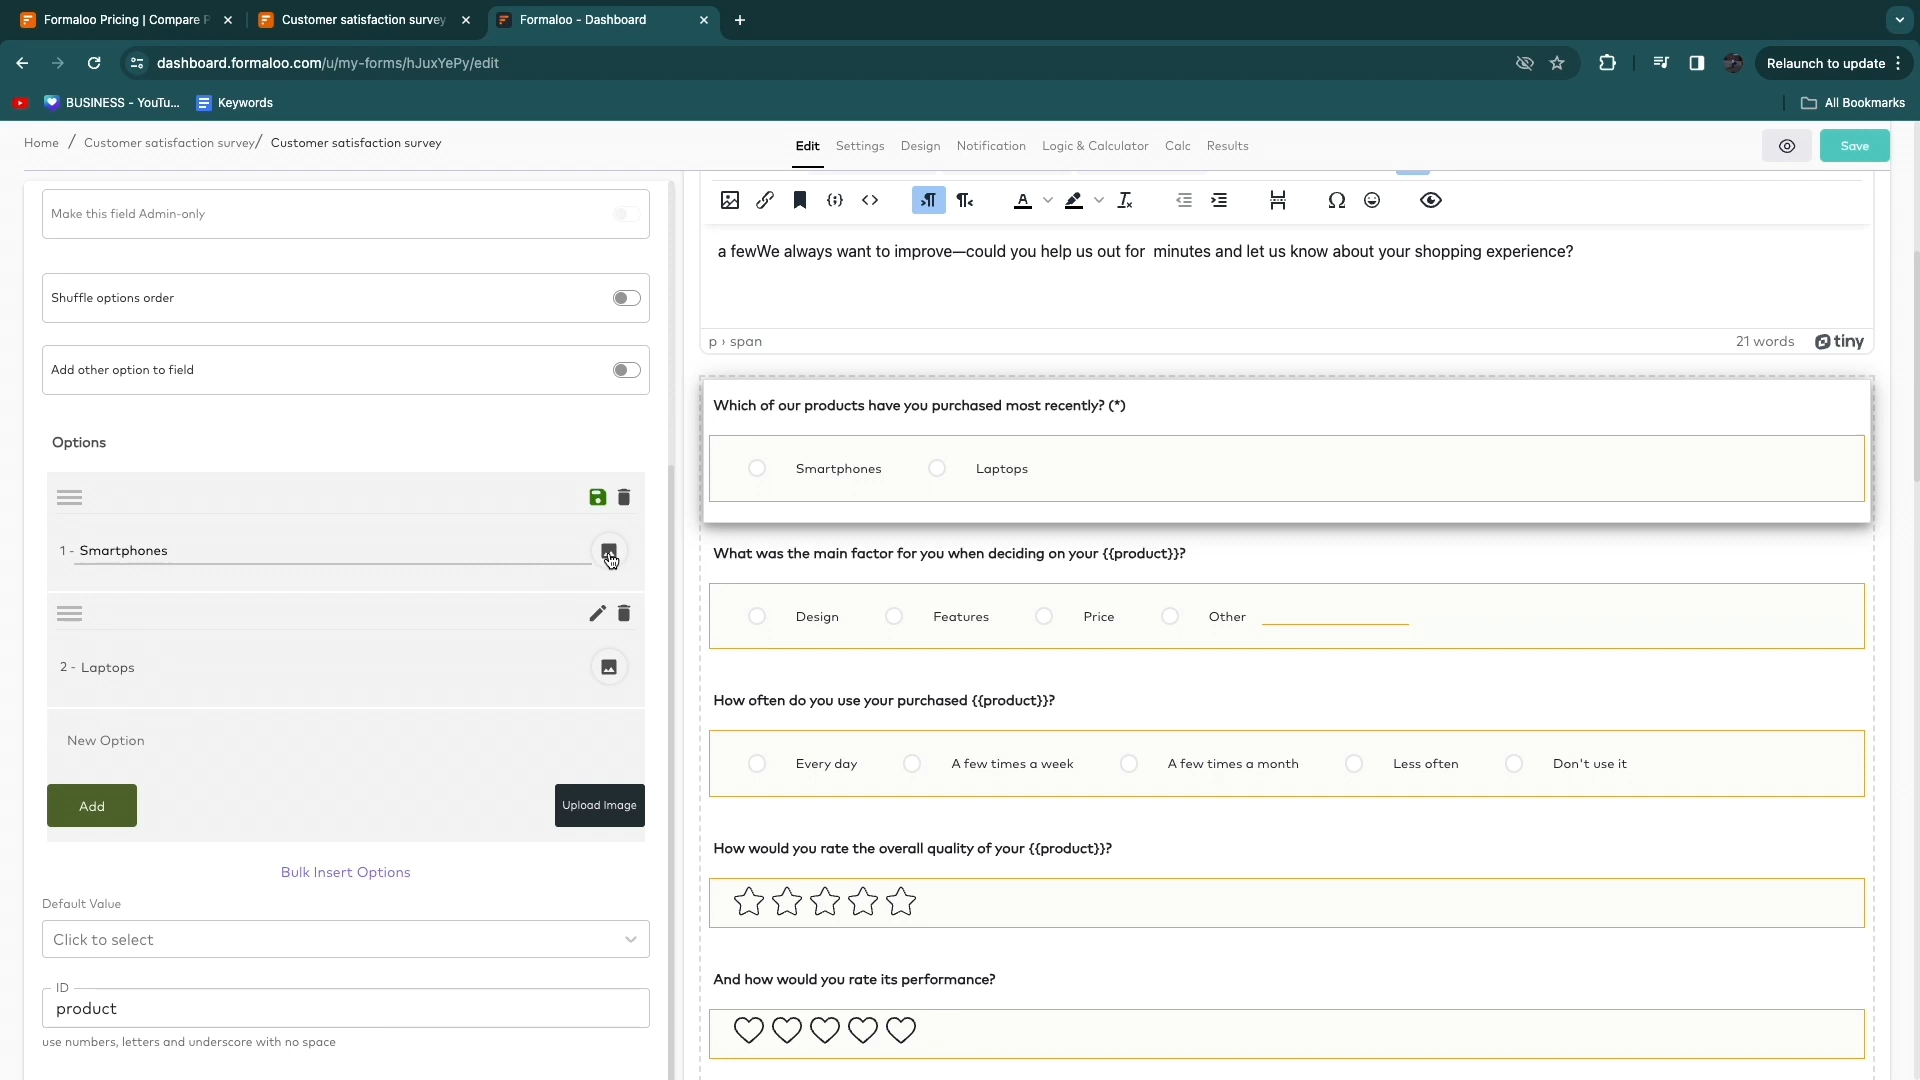 Formaloo Pricing | Compare P
Customer satisfaction survey
Formaloo - Dashboard
dashboard.formaloo.com/u/my-forms/hJuxYePy/edit
Relaunch to update
BUSINESS - YouTu...
Keywords
All Bookmarks
Home / Customer satisfaction survey/ Customer satisfaction survey
Edit Settings Design Notification Logic & Calculator Calc Results
Save
Make this field Admin-only
Shuffle options order
Add other option to field
Options
1 - Smartphones
2 - Laptops
New Option
Add
Upload Image
Bulk Insert Options
Default Value
Click to select
ID
product
use numbers, letters and underscore with no space
a fewWe always want to improve—could you help us out for  minutes and let us know about your shopping experience?
p › span
21 words
tiny
Which of our products have you purchased most recently? (*)
Smartphones Laptops
What was the main factor for you when deciding on your {{product}}?
Design Features Price Other
How often do you use your purchased {{product}}?
Every day A few times a week A few times a month Less often Don't use it
How would you rate the overall quality of your {{product}}?
And how would you rate its performance?